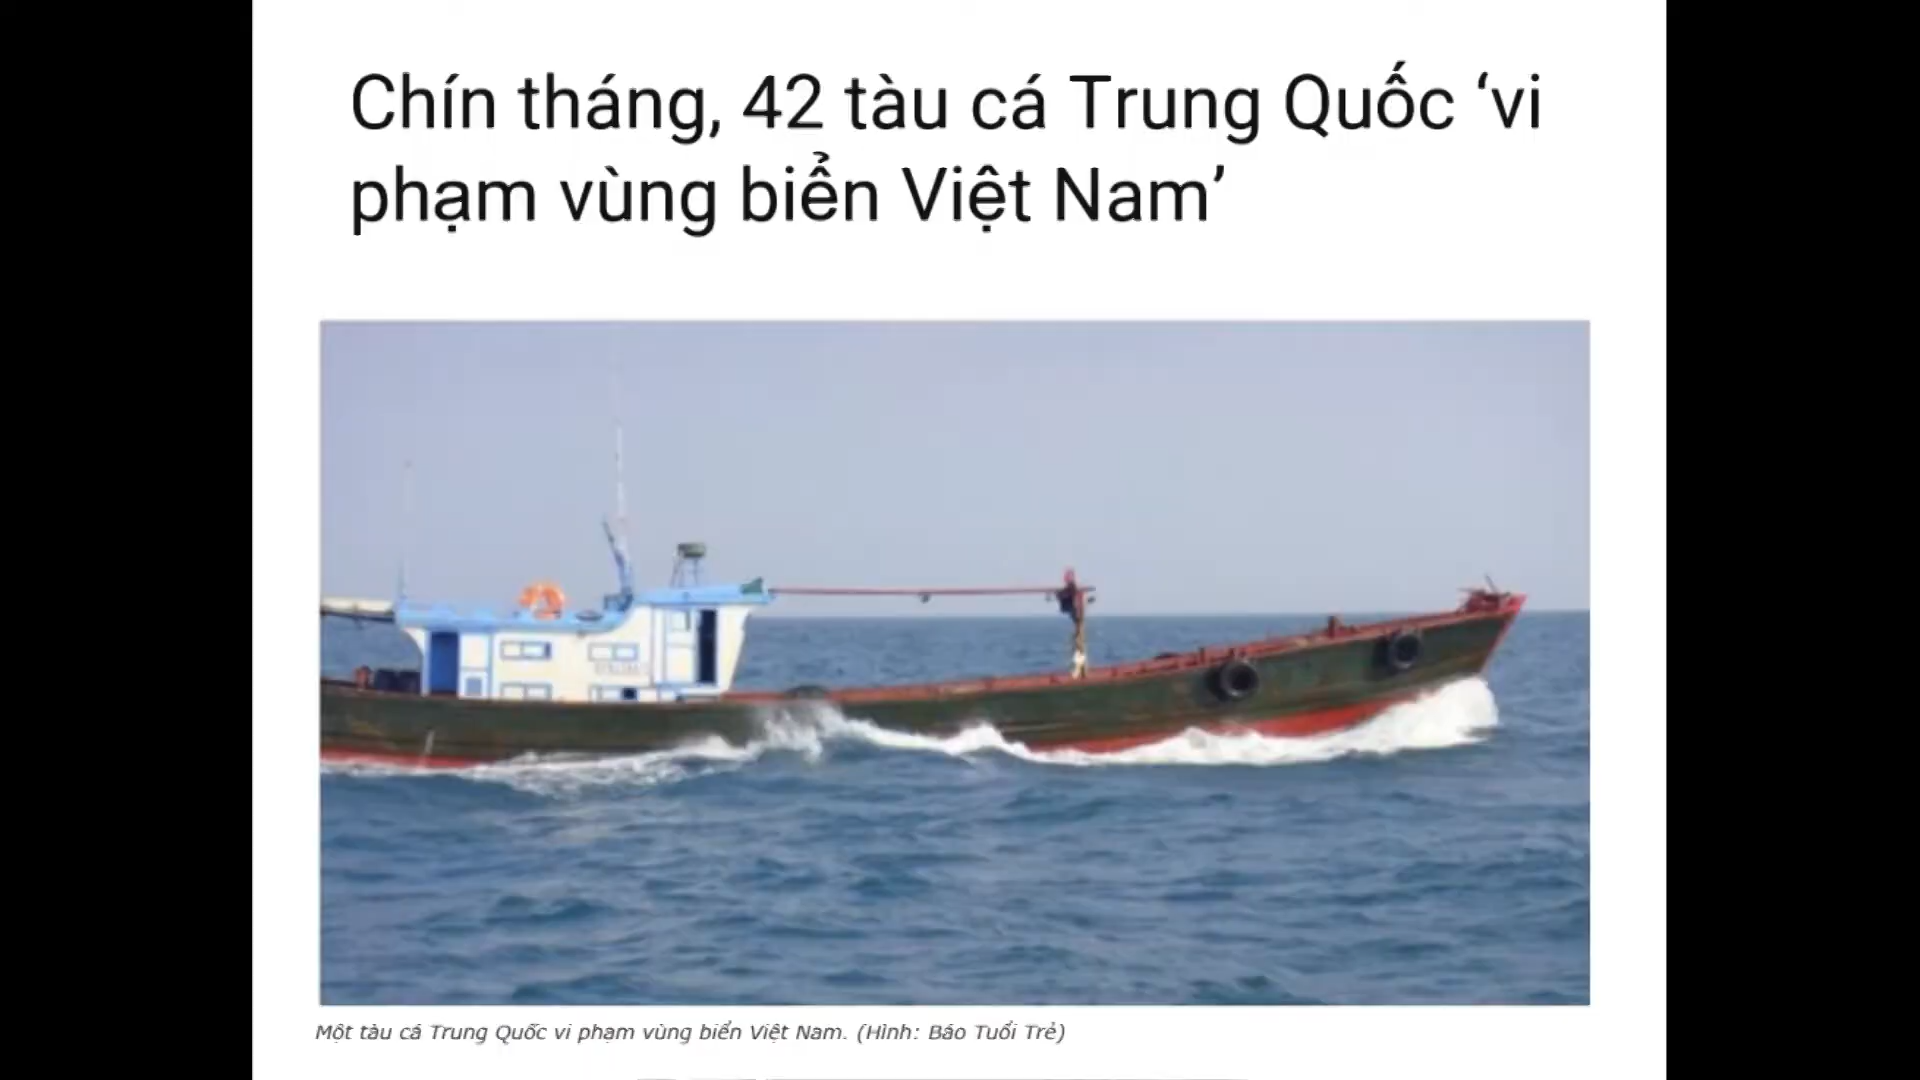 Chín tháng, 42 tàu cá Trung Quốc ‘vi
phạm vùng biển Việt Nam’
Một tàu cá Trung Quốc vi phạm vùng biển Việt Nam. (Hình: Báo Tuổi Trẻ)